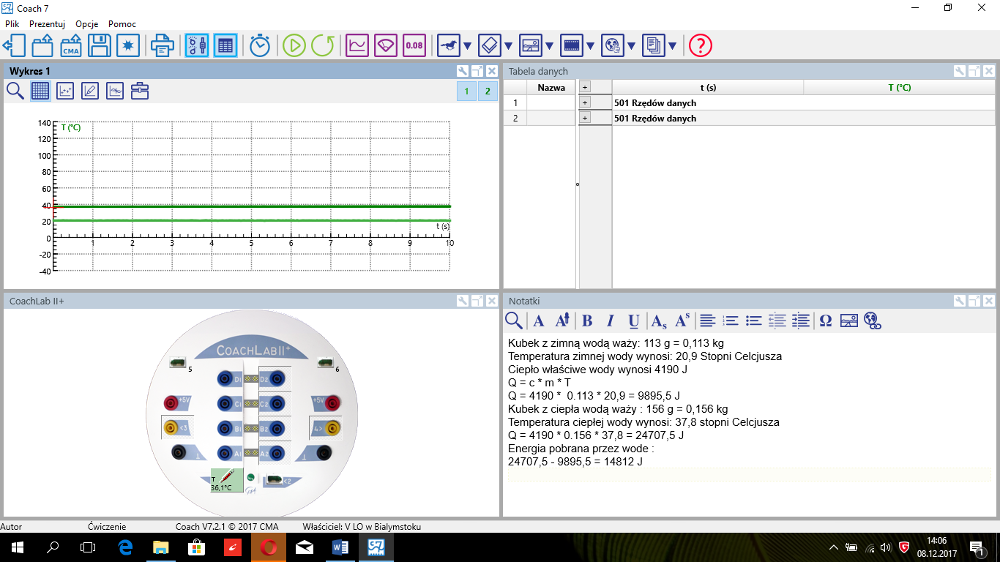 Coach 7
Plik Prezentuj Opcje Pomoc
CMA 0.08 ?
Wykres 1
1 2
T (°C)
140
120
100
80
60
40
20
0
-20
-40
t (s)
1 2 3 4 5 6 7 8 9 10
Tabela danych
Nazwa + t (s) T (°C)
1 + 501 Rzędów danych
2 + 501 Rzędów danych
CoachLab II+
COACHLAB II+
5 6
D1 D2
+5V C1 C2 +5V
<3 B1 B2 4>
A1 A2
T
36,1°C
<2
Notatki
A A B I U As As Ω
Kubek z zimną wodą waży: 113 g = 0,113 kg
Temperatura zimnej wody wynosi: 20,9 Stopni Celcjusza
Ciepło właściwe wody wynosi 4190 J
Q = c * m * T
Q = 4190 *  0.113 * 20,9 = 9895,5 J
Kubek z ciepła wodą waży : 156 g = 0,156 kg
Temperatura ciepłej wody wynosi: 37,8 stopni Celcjusza
Q = 4190 * 0.156 * 37,8 = 24707,5 J
Energia pobrana przez wode :
24707,5 - 9895,5 = 14812 J
Autor Ćwiczenie Coach V7.2.1 © 2017 CMA Właściciel: V LO w Bialymstoku
14:06
08.12.2017
1